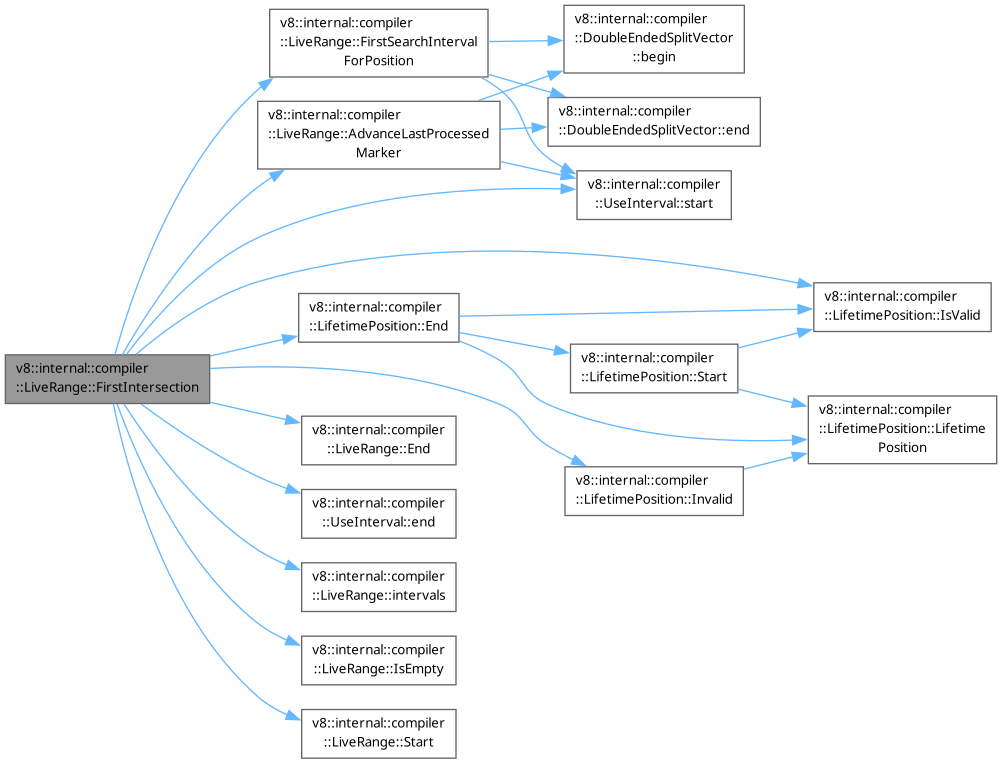 v8::internal::compiler
::LiveRange::FirstIntersection
v8::internal::compiler
::LiveRange::FirstSearchInterval
ForPosition
v8::internal::compiler
::LiveRange::AdvanceLastProcessed
Marker
v8::internal::compiler
::LifetimePosition::End
v8::internal::compiler
::LiveRange::End
v8::internal::compiler
::UseInterval::end
v8::internal::compiler
::LiveRange::intervals
v8::internal::compiler
::LiveRange::IsEmpty
v8::internal::compiler
::LiveRange::Start
v8::internal::compiler
::DoubleEndedSplitVector
::begin
v8::internal::compiler
::DoubleEndedSplitVector::end
v8::internal::compiler
::UseInterval::start
v8::internal::compiler
::LifetimePosition::Start
v8::internal::compiler
::LifetimePosition::Invalid
v8::internal::compiler
::LifetimePosition::IsValid
v8::internal::compiler
::LifetimePosition::Lifetime
Position